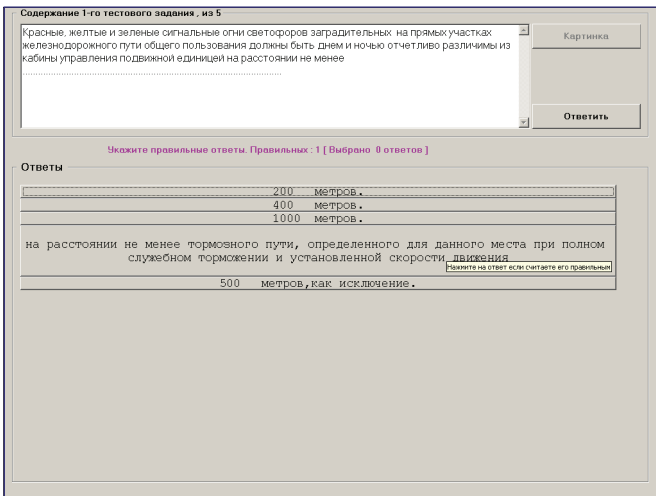 Содержание 1-го тестового задания , из 5
Красные, желтые и зеленые сигнальные огни светофоров заградительных на прямых участках
железнодорожного пути общего пользования должны быть днем и ночью отчетливо различимы из
кабины управления подвижной единицей на расстоянии не менее
....................................................................................................
Картинка
Ответить
Укажите правильные ответы. Правильных : 1 [ Выбрано 0 ответов ]
Ответы
200 метров.
400 метров.
1000 метров.
на расстоянии не менее тормозного пути, определенного для данного места при полном
служебном торможении и установленной скорости движения
Нажмите на ответ если считаете его правильным
500 метров,как исключение.